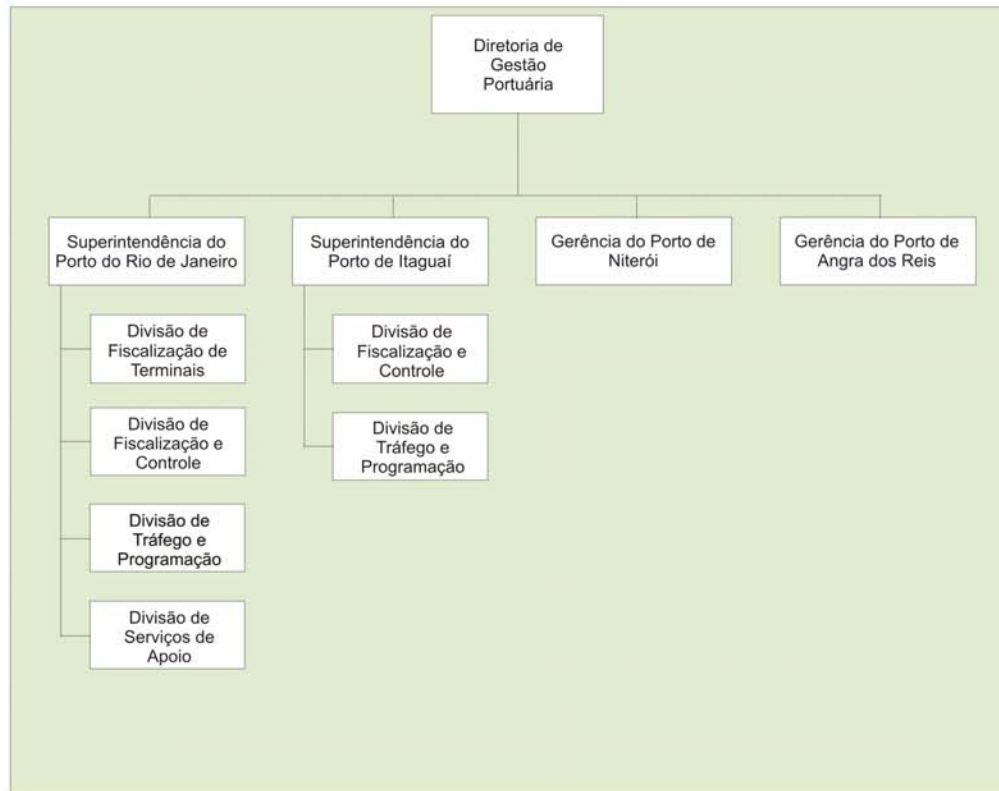 Diretoria de
Gestão
Portuária
Superintendência do
Porto do Rio de Janeiro
Divisão de
Fiscalização de
Terminais
Divisão de
Fiscalização e
Controle
Divisão de
Tráfego e
Programação
Divisão de
Serviços de
Apoio
Superintendência do
Porto de Itaguaí
Divisão de
Fiscalização e
Controle
Divisão de
Tráfego e
Programação
Gerência do Porto de
Niterói
Gerência do Porto de
Angra dos Reis